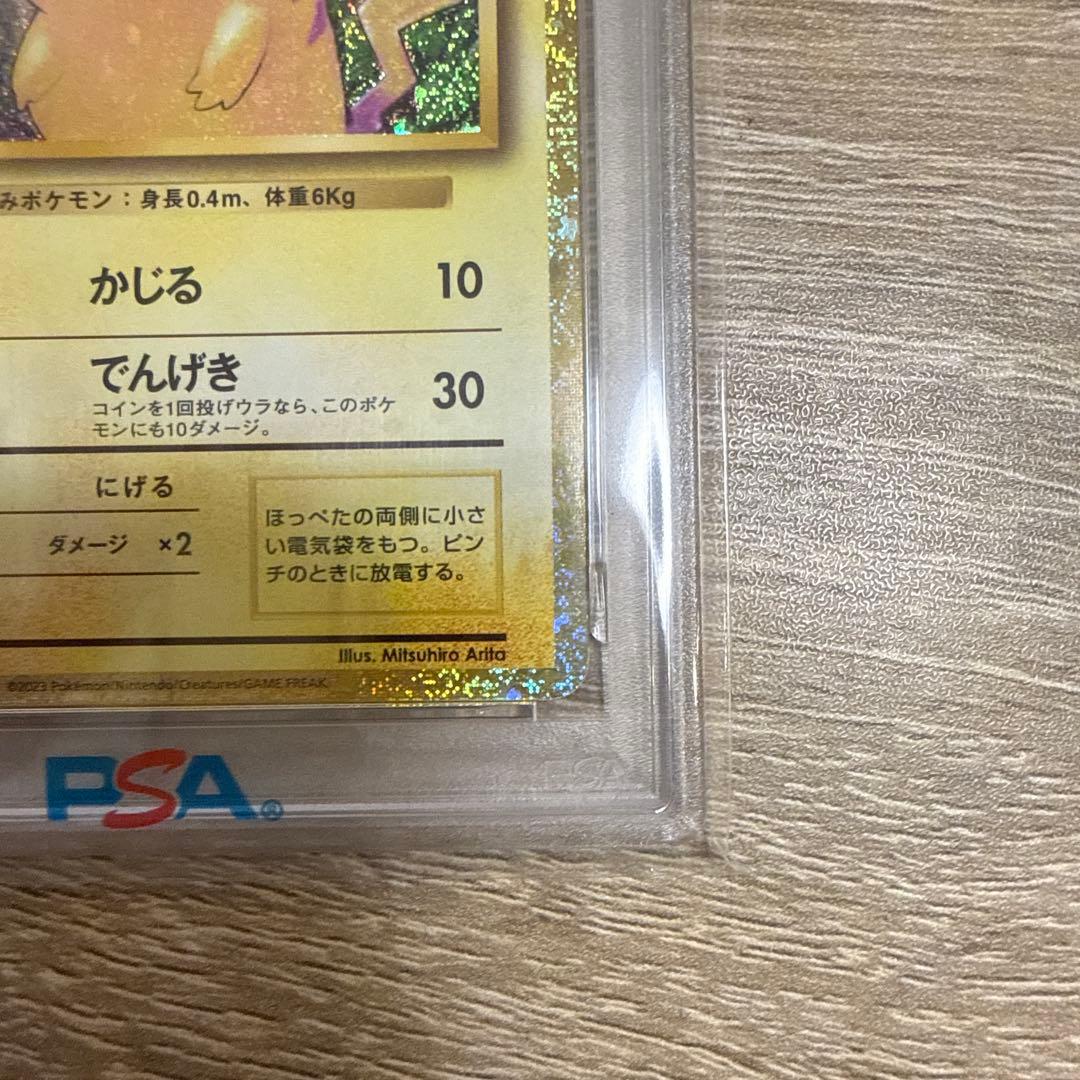 みポケモン：身長0.4m、体重6Kg
かじる 10
でんげき 30
コインを1回投げウラなら、このポケ
モンにも10ダメージ。
にげる
ダメージ ×2
ほっぺたの両側に小さ
い電気袋をもつ。ピン
チのときに放電する。
Illus. Mitsuhiro Arita
©2023 Pokémon/Nintendo/Creatures/GAME FREAK.
PSA®